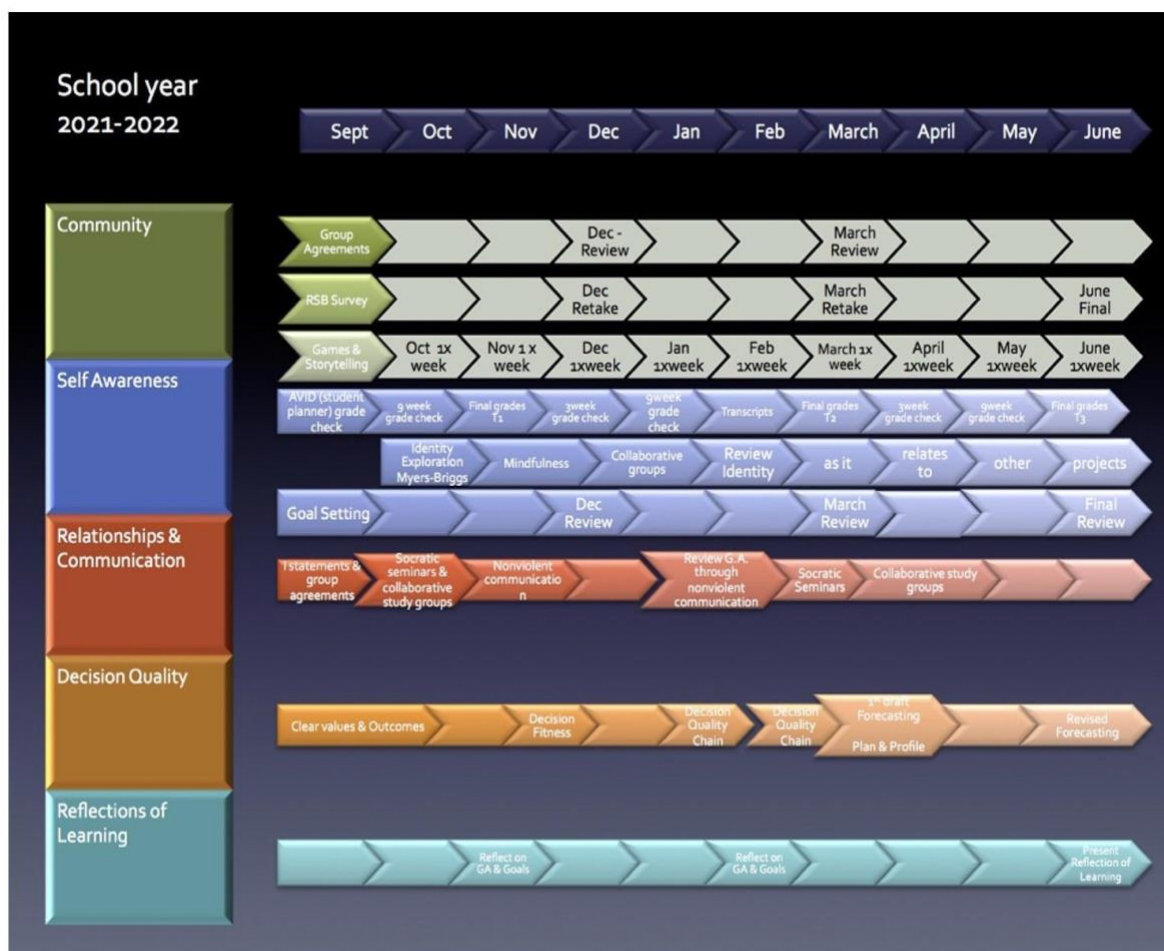 School year
2021-2022
Sept
Oct
Nov
Dec
Jan
Feb
March
April
May
June
Community
Group
Agreements
Dec -
Review
March
Review
RSB Survey
Dec
Retake
March
Retake
June
Final
Games &
Storytelling
Oct 1x
week
Nov 1 x
week
Dec
1xweek
Jan
1xweek
Feb
1xweek
March 1x
week
April
1xweek
May
1xweek
June
1xweek
Self Awareness
AVID (student
planner) grade
check
9 week
grade check
Final grades
T1
3week
grade check
9week
grade
check
Transcripts
Final grades
T2
3week
grade check
9week
grade check
Final grades
T3
Identity
Exploration
Myers-Briggs
Mindfulness
Collaborative
groups
Review
Identity
as it
relates
to
other
projects
Goal Setting
Dec
Review
March
Review
Final
Review
Relationships &
Communication
I statements &
group
agreements
Socratic
seminars &
collaborative
study groups
Nonviolent
communicatio
n
Review G.A.
through
nonviolent
communication
Socratic
Seminars
Collaborative study
groups
Decision Quality
Clear values & Outcomes
Decision
Fitness
Decision
Quality
Chain
Decision
Quality
Chain
1st draft
Forecasting
Plan & Profile
Revised
Forecasting
Reflections of
Learning
Reflect on
GA & Goals
Reflect on
GA & Goals
Present
Reflection of
Learning